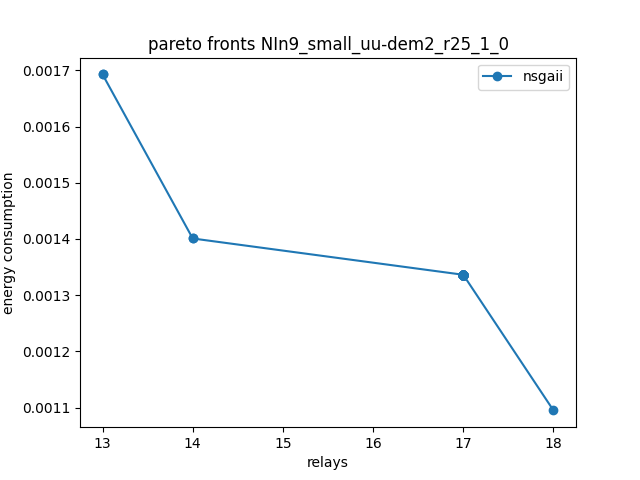 pareto fronts NIn9_small_uu-dem2_r25_1_0
nsgaii
energy consumption
0.0017
0.0016
0.0015
0.0014
0.0013
0.0012
0.0011
13 14 15 16 17 18
relays